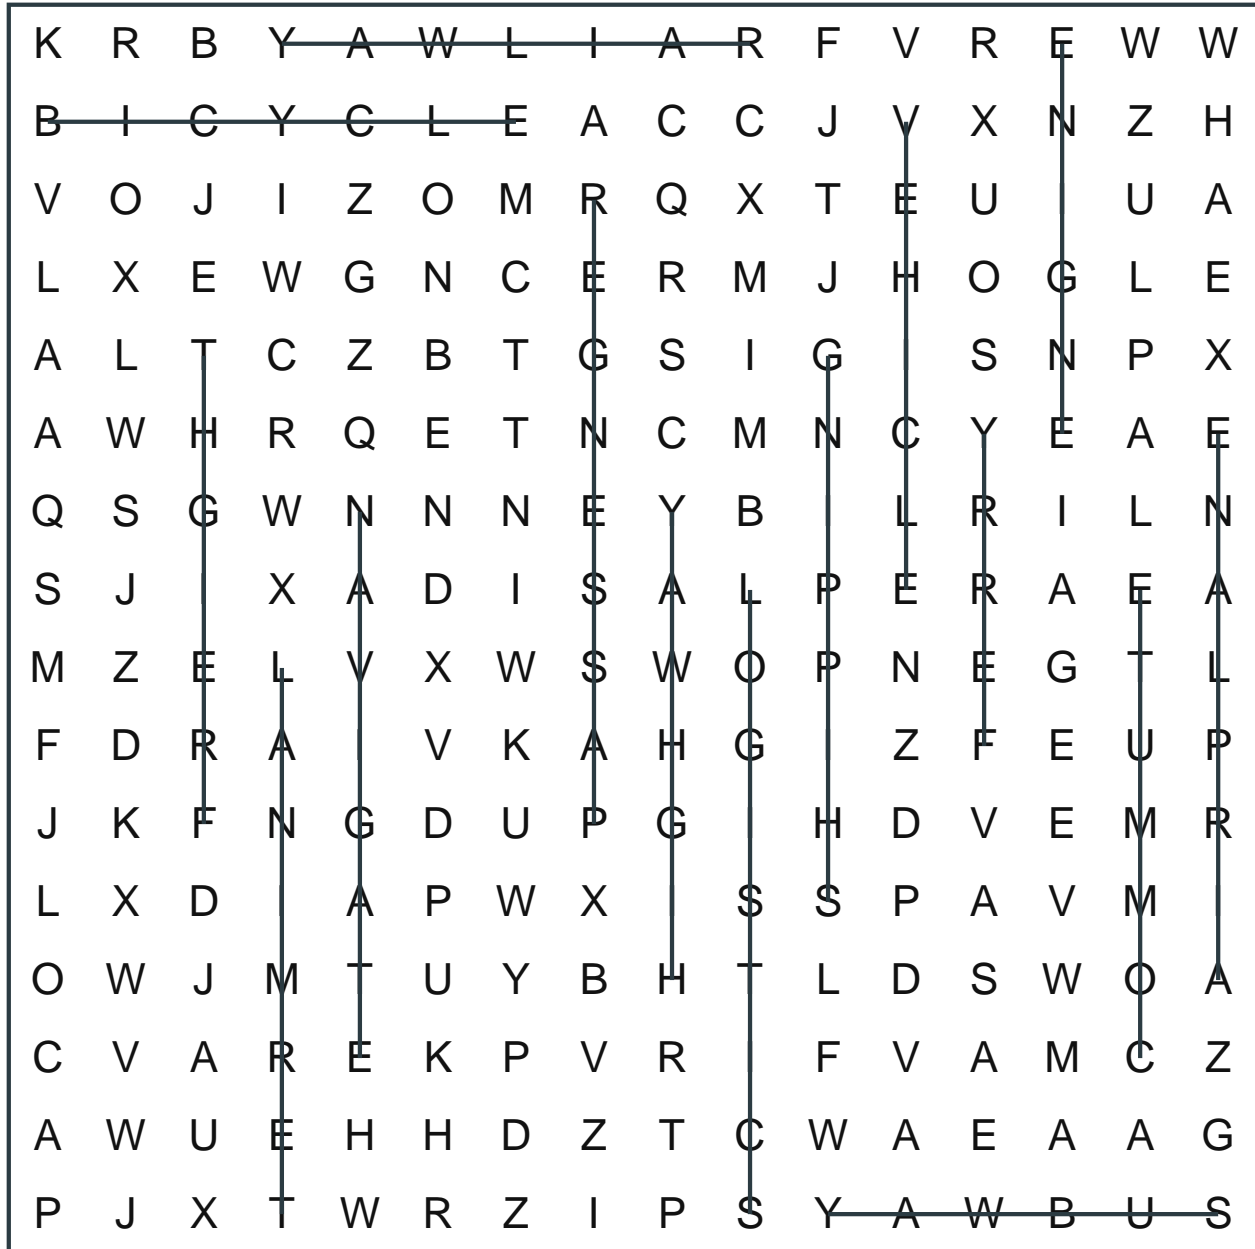 K R B Y A W L I A R F V R E W W
B I C Y C L E A C C J V X N Z H
V O J I Z O M R Q X T E U I U A
L X E W G N C E R M J H O G L E
A L T C Z B T G S I G I S N P X
A W H R Q E T N C M N C Y E A E
Q S G W N N N E Y B I L R I L N
S J I X A D I S A L P E R A E A
M Z E L V X W S W O P N E G T L
F D R A I V K A H G I Z F E U P
J K F N G D U P G I H D V E M R
L X D I A P W X I S S P A V M I
O W J M T U Y B H T L D S W O A
C V A R E K P V R I F V A M C Z
A W U E H H D Z T C W A E A A G
P J X T W R Z I P S Y A W B U S